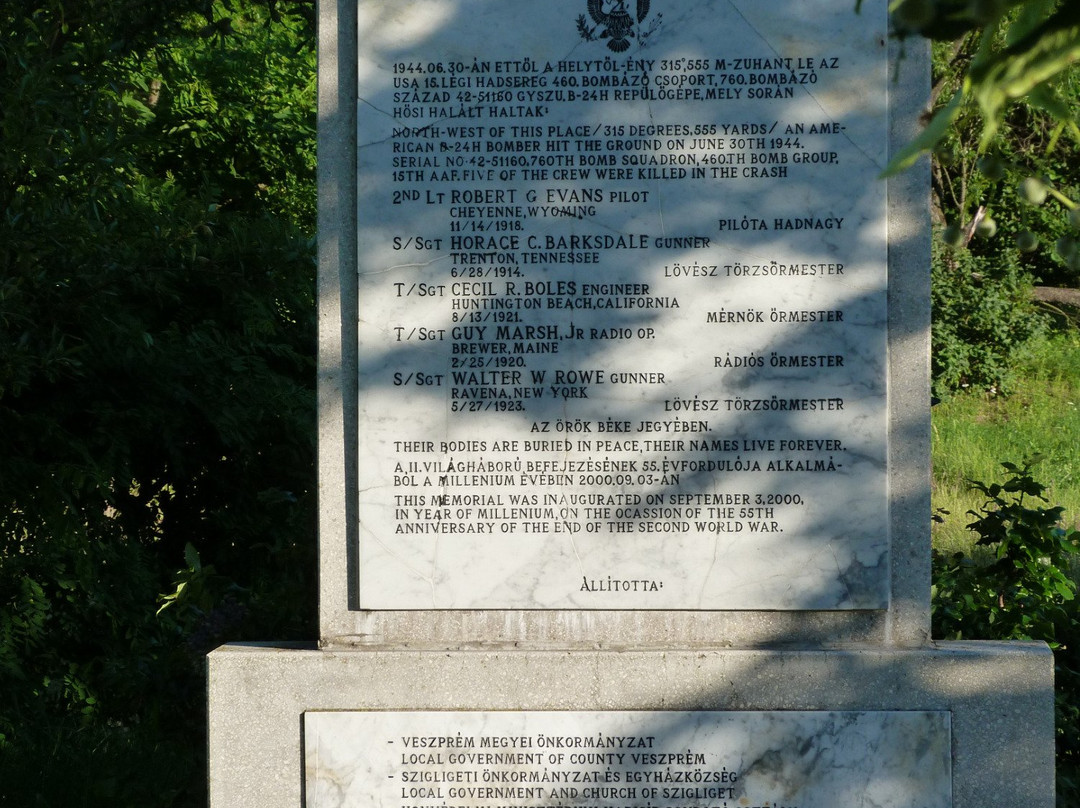 1944.06.30-ÁN ETTŐL A HELYTŐL-ÉNY 315°,555 M-ZUHANT LE AZ
USA 15.LÉGI HADSEREG 460.BOMBÁZÓ CSOPORT,760.BOMBÁZÓ
SZÁZAD 42-51160 GYSZU,B-24H REPÜLŐGÉPE,MELY SORÁN
HŐSI HALÁLT HALTAK:
NORTH-WEST OF THIS PLACE/315 DEGREES,555 YARDS/ AN AME-
RICAN B-24H BOMBER HIT THE GROUND ON JUNE 30TH 1944.
SERIAL NO 42-51160,760TH BOMB SQUADRON,460.TH BOMB GROUP,
15TH AAF.FIVE OF THE CREW WERE KILLED IN THE CRASH
2ND LT ROBERT G EVANS PILOT
CHEYENNE,WYOMING
11/14/1918. PILÓTA HADNAGY
S/SGT HORACE C.BARKSDALE GUNNER
TRENTON, TENNESSEE
6/28/1914. LÖVÉSZ TÖRZSŐRMESTER
T/SGT CECIL R.BOLES ENGINEER
HUNTINGTON BEACH,CALIFORNIA
8/13/1921. MÉRNÖK ŐRMESTER
T/SGT GUY MARSH,JR RADIO OP.
BREWER,MAINE
2/25/1920. RÁDIÓS ŐRMESTER
S/SGT WALTER W ROWE GUNNER
RAVENA,NEW YORK
5/27/1923. LÖVÉSZ TÖRZSŐRMESTER
AZ ÖRÖK BÉKE JEGYÉBEN.
THEIR BODIES ARE BURIED IN PEACE,THEIR NAMES LIVE FOREVER.
A,II.VILÁGHÁBORÚ BEFEJEZÉSÉNEK 55.ÉVFORDULÓJA ALKALMÁ-
BÓL A MILLENIUM ÉVÉBEN 2000.09.03-ÁN
THIS MEMORIAL WAS INAUGURATED ON SEPTEMBER 3,2000,
IN YEAR OF MILLENIUM,ON THE OCASSION OF THE 55TH
ANNIVERSARY OF THE END OF THE SECOND WORLD WAR.
ÁLLÍTOTTA:
- VESZPRÉM MEGYEI ÖNKORMÁNYZAT
LOCAL GOVERNMENT OF COUNTY VESZPRÉM
- SZIGLIGETI ÖNKORMÁNYZAT ÉS EGYHÁZKÖZSÉG
LOCAL GOVERNMENT AND CHURCH OF SZIGLIGET